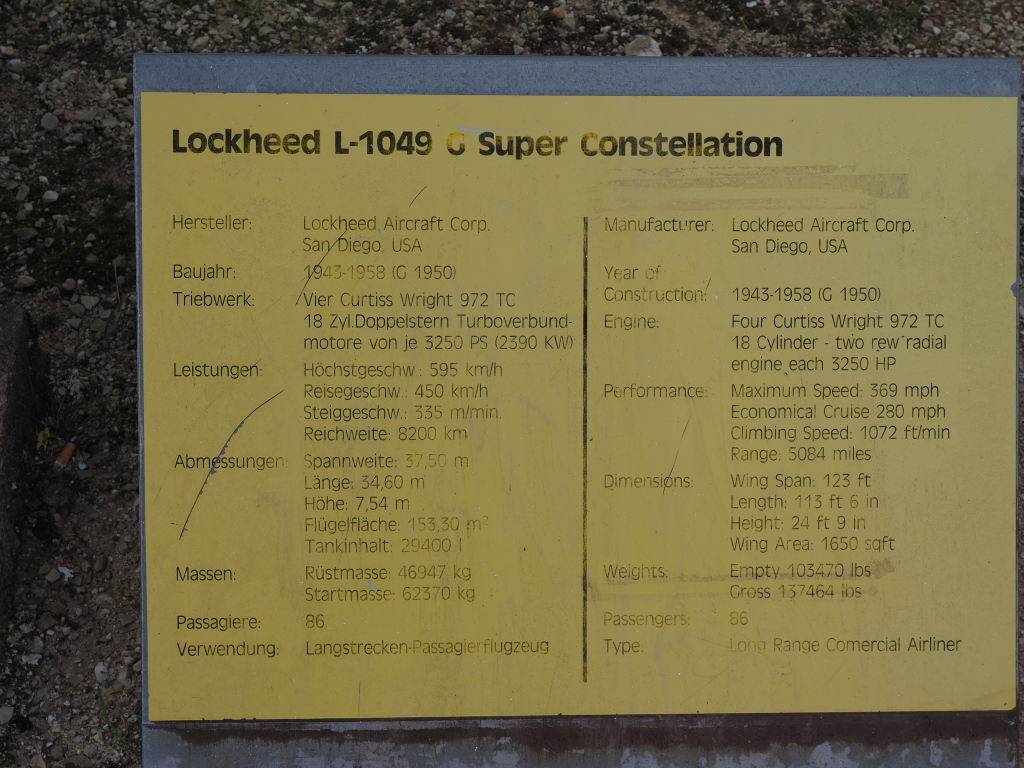 Lockheed L-1049 G Super Constellation
Hersteller: Lockheed Aircraft Corp.
San Diego, USA
Baujahr: 1943-1958 (G 1950)
Triebwerk: Vier Curtiss Wright 972 TC
18 Zyl.Doppelstern Turboverbund-
motore von je 3250 PS (2390 KW)
Leistungen: Höchstgeschw.: 595 km/h
Reisegeschw.: 450 km/h
Steiggeschw.: 335 m/min.
Reichweite: 8200 km
Abmessungen: Spannweite: 37,50 m
Länge: 34,60 m
Höhe: 7,54 m
Flügelfläche: 153,30 m²
Tankinhalt: 29400 l
Massen: Rüstmasse: 46947 kg
Startmasse: 62370 kg
Passagiere: 86
Verwendung: Langstrecken-Passagierflugzeug
Manufacturer: Lockheed Aircraft Corp.
San Diego, USA
Year of
Construction: 1943-1958 (G 1950)
Engine: Four Curtiss Wright 972 TC
18 Cylinder - two rew radial
engine each 3250 HP
Performance: Maximum Speed: 369 mph
Economical Cruise 280 mph
Climbing Speed: 1072 ft/min
Range: 5084 miles
Dimensions: Wing Span: 123 ft
Length: 113 ft 6 in
Height: 24 ft 9 in
Wing Area: 1650 sqft
Weights: Empty 103470 lbs
Gross 137464 lbs
Passengers: 86
Type: Long Range Comercial Airliner